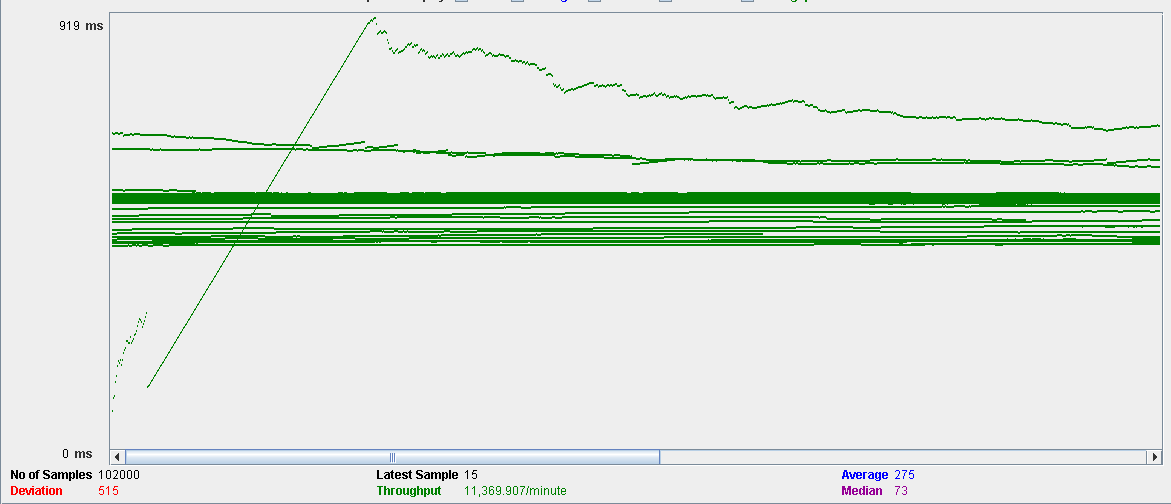 919 ms
0 ms
No of Samples 102000 Latest Sample 15 Average 275
Deviation 515 Throughput 11,369.907/minute Median 73